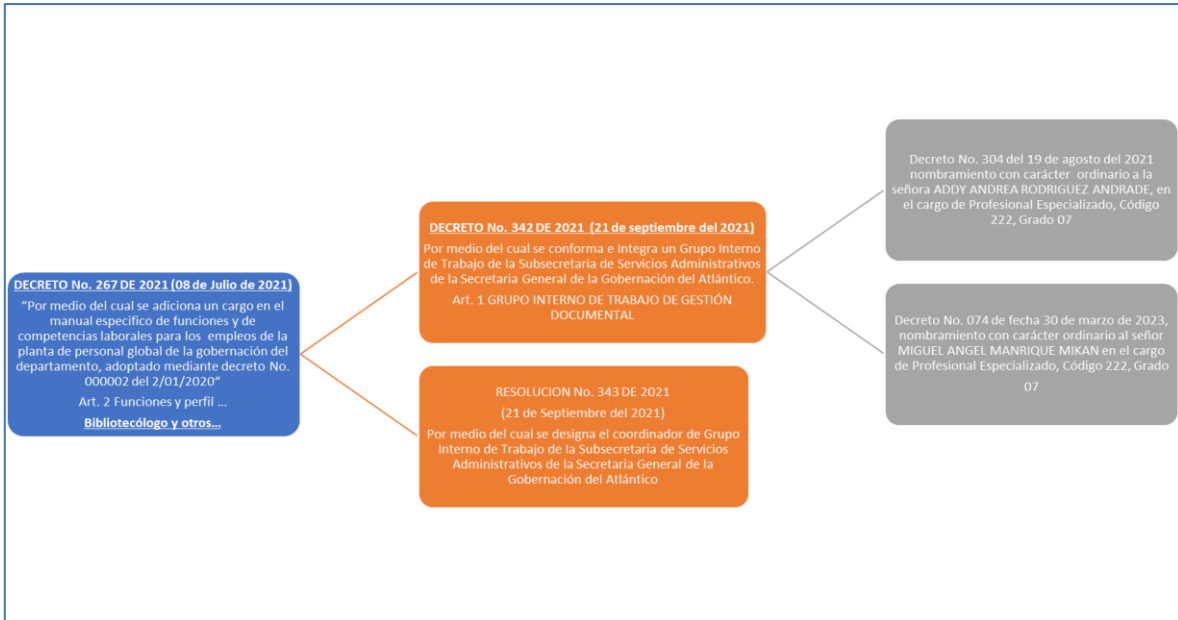 DECRETO No. 267 DE 2021 (08 de Julio de 2021)
“Por medio del cual se adiciona un cargo en el
manual especifico de funciones y de
competencias laborales para los empleos de la
planta de personal global de la gobernación del
departamento, adoptado mediante decreto No.
000002 del 2/01/2020“
Art. 2 Funciones y perfil ...
Bibliotecólogo y otros...
DECRETO No. 342 DE 2021 (21 de septiembre del 2021)
Por medio del cual se conforma e Integra un Grupo Interno
de Trabajo de la Subsecretaria de Servicios Administrativos
de la Secretaria General de la Gobernación del Atlántico.
Art. 1 GRUPO INTERNO DE TRABAJO DE GESTIÓN
DOCUMENTAL
RESOLUCION No. 343 DE 2021
(21 de Septiembre del 2021)
Por medio del cual se designa el coordinador de Grupo
Interno de Trabajo de la Subsecretaria de Servicios
Administrativos de la Secretaria General de la
Gobernación del Atlántico
Decreto No. 304 del 19 de agosto del 2021
nombramiento con carácter ordinario a la
señora ADDY ANDREA RODRIGUEZ ANDRADE, en
el cargo de Profesional Especializado, Código
222, Grado 07
Decreto No. 074 de fecha 30 de marzo de 2023,
nombramiento con carácter ordinario al señor
MIGUEL ANGEL MANRIQUE MIKAN en el cargo
de Profesional Especializado, Código 222, Grado
07